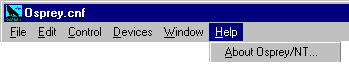 Osprey.cnf
File Edit Control Devices Window Help
About Osprey/NT...